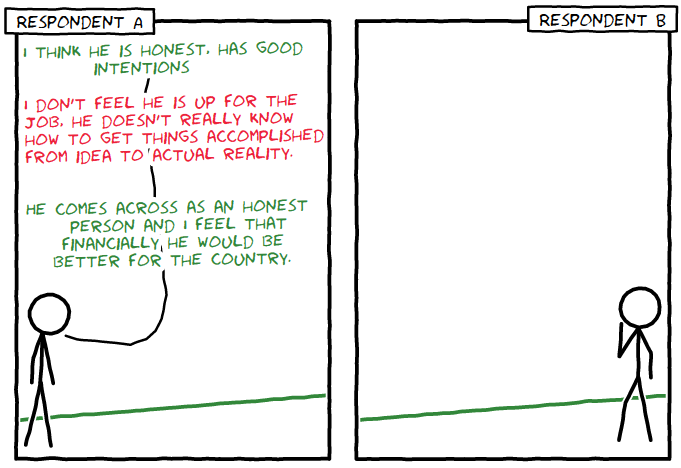 RESPONDENT A
I THINK HE IS HONEST. HAS GOOD
INTENTIONS
I DON'T FEEL HE IS UP FOR THE
JOB. HE DOESN'T REALLY KNOW
HOW TO GET THINGS ACCOMPLISHED
FROM IDEA TO ACTUAL REALITY.
HE COMES ACROSS AS AN HONEST
PERSON AND I FEEL THAT
FINANCIALLY HE WOULD BE
BETTER FOR THE COUNTRY.
RESPONDENT B